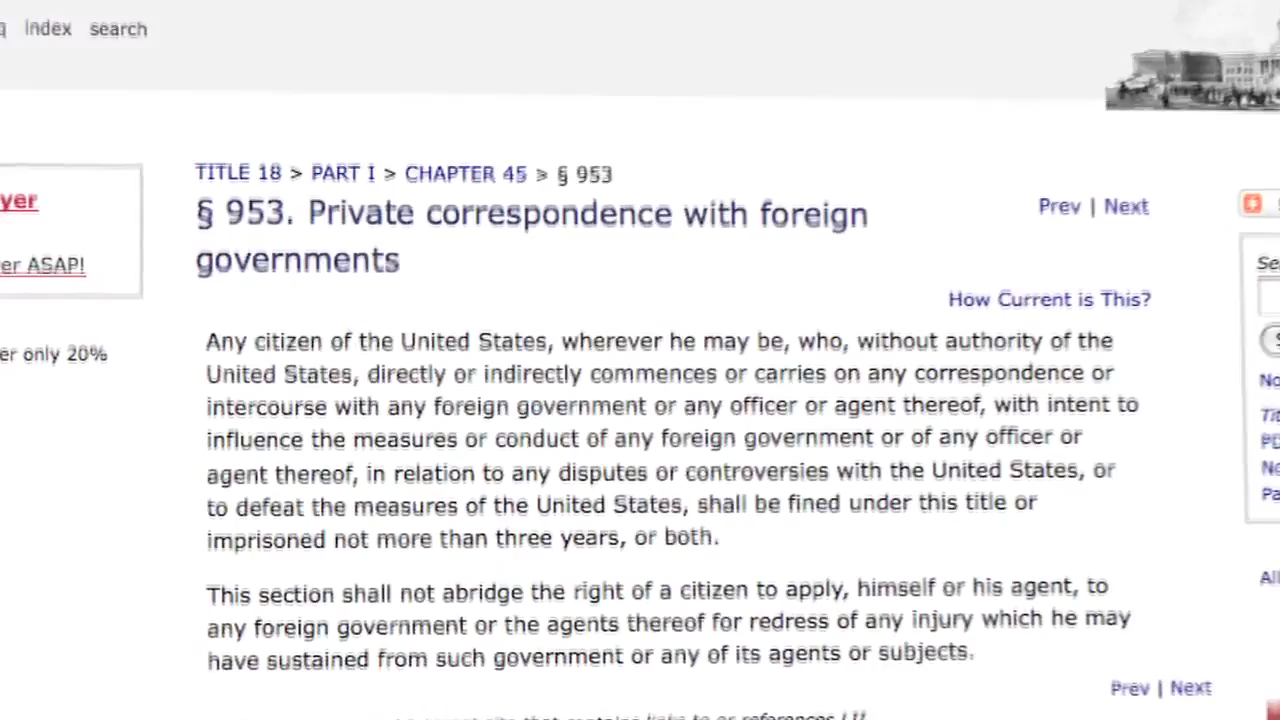 Index search
TITLE 18 > PART I > CHAPTER 45 > § 953
yer
§ 953. Private correspondence with foreign
Prev | Next
governments
er ASAP!
How Current is This?
Any citizen of the United States, wherever he may be, who, without authority of the
er only 20%
United States, directly or indirectly commences or carries on any correspondence or
intercourse with any foreign government or any officer or agent thereof, with intent to
influence the measures or conduct of any foreign government or of any officer or
agent thereof, in relation to any disputes or controversies with the United States, or
to defeat the measures of the United States, shall be fined under this title or
imprisoned not more than three years, or both.
This section shall not abridge the right of a citizen to apply, himself or his agent, to
any foreign government or the agents thereof for redress of any injury which he may
have sustained from such government or any of its agents or subjects.
Prev | Next